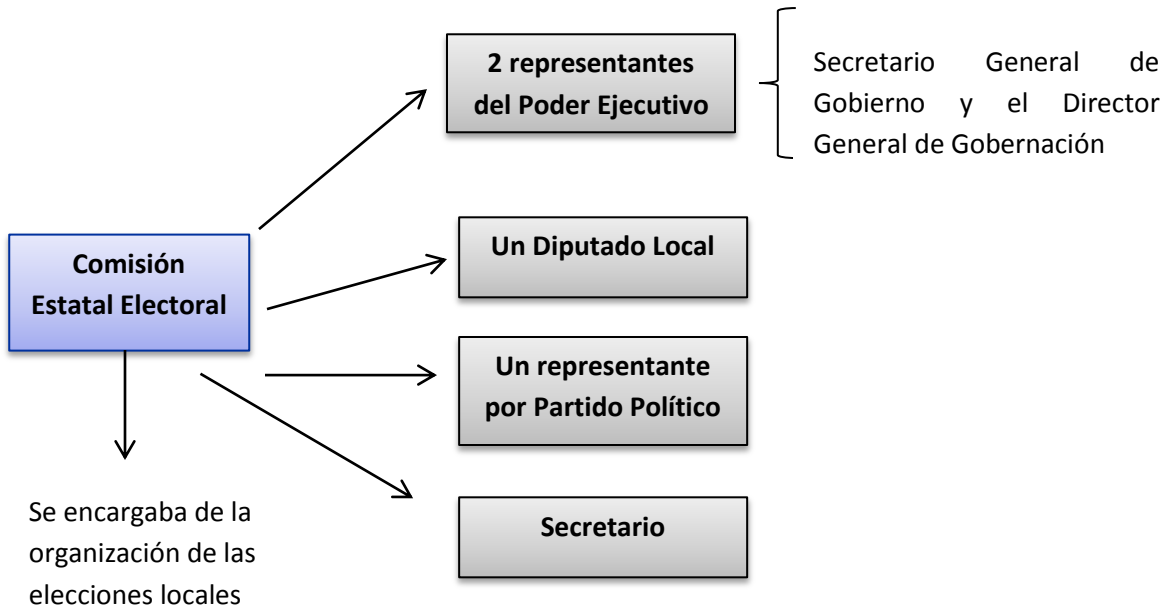 2 representantes
del Poder Ejecutivo
Secretario General de
Gobierno y el Director
General de Gobernación
Comisión
Estatal Electoral
Un Diputado Local
Un representante
por Partido Político
Secretario
Se encargaba de la
organización de las
elecciones locales